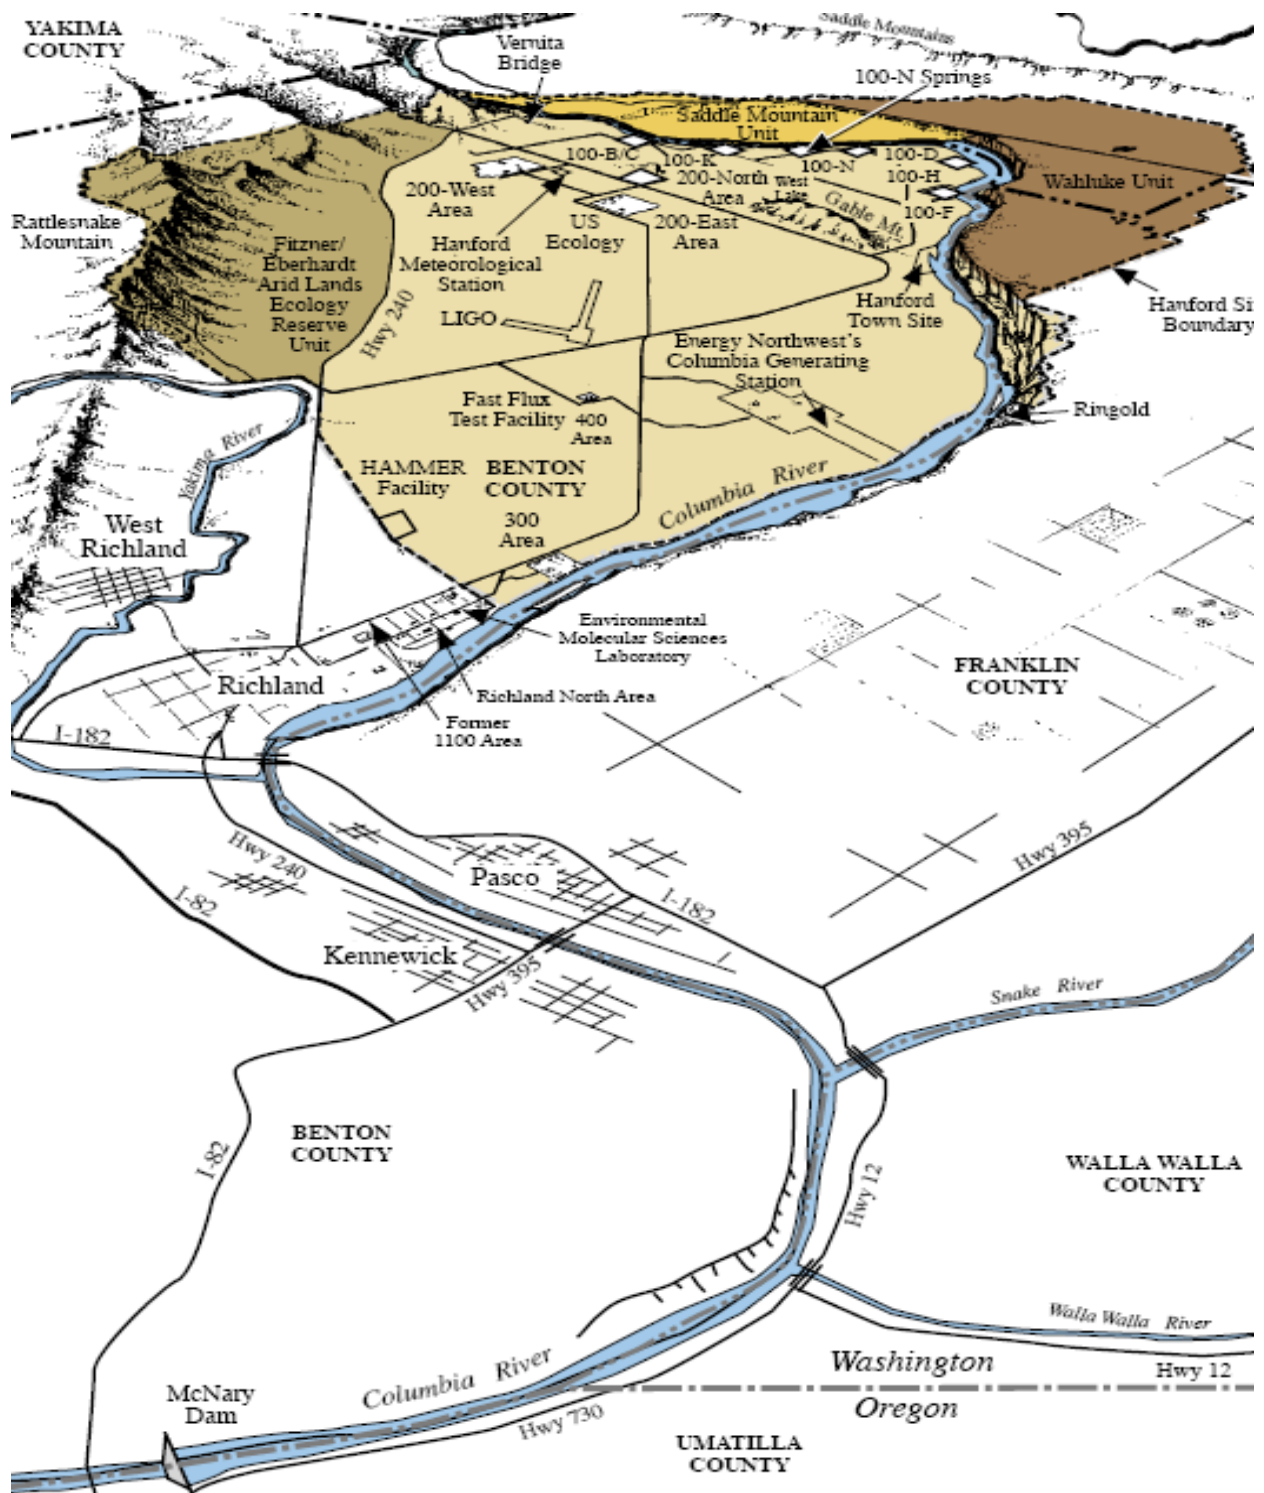 YAKIMA
COUNTY
Vernita
Bridge
Saddle Mountains
100-N Springs
Saddle Mountain
Unit
100-B/C
100-K
100-N
100-D
100-H
100-F
200-North
Area
West
Lake
Gable Mt.
Wahluke Unit
200-West
Area
US
Ecology
200-East
Area
Rattlesnake
Mountain
Fitzner/
Eberhardt
Arid Lands
Ecology
Reserve
Unit
Hanford
Meteorological
Station
Hwy 240
LIGO
Hanford
Town Site
Hanford Si
Boundary
Energy Northwest's
Columbia Generating
Station
Fast Flux
Test Facility
400
Area
Ringold
Yakima River
HAMMER
Facility
BENTON
COUNTY
300
Area
Columbia River
West
Richland
Environmental
Molecular Sciences
Laboratory
FRANKLIN
COUNTY
Richland
Richland North Area
Former
1100 Area
I-182
Hwy 240
I-82
Pasco
I-182
Hwy 395
Kennewick
Hwy 395
Snake River
BENTON
COUNTY
I-82
WALLA WALLA
COUNTY
Hwy 12
Walla Walla River
Washington
Hwy 12
Columbia River
McNary
Dam
Oregon
Hwy 730
UMATILLA
COUNTY